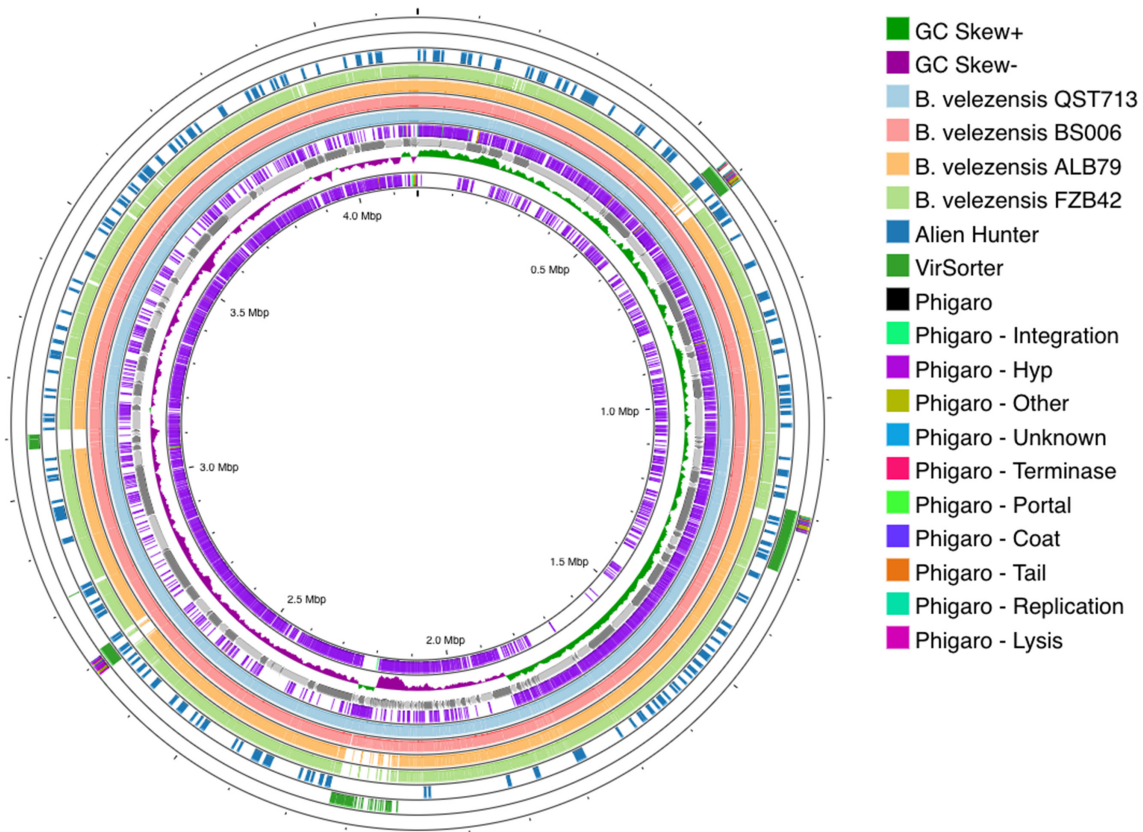 0.5 Mbp
1.0 Mbp
1.5 Mbp
2.0 Mbp
2.5 Mbp
3.0 Mbp
3.5 Mbp
4.0 Mbp
GC Skew+
GC Skew-
B. velezensis QST713
B. velezensis BS006
B. velezensis ALB79
B. velezensis FZB42
Alien Hunter
VirSorter
Phigaro
Phigaro - Integration
Phigaro - Hyp
Phigaro - Other
Phigaro - Unknown
Phigaro - Terminase
Phigaro - Portal
Phigaro - Coat
Phigaro - Tail
Phigaro - Replication
Phigaro - Lysis